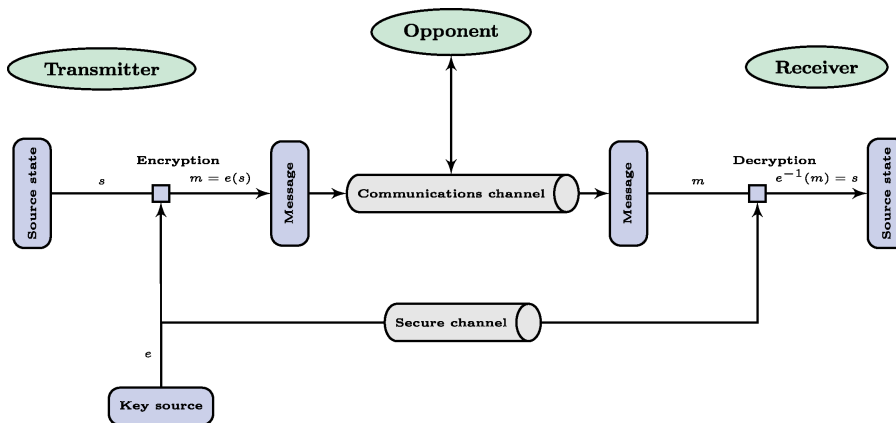 Opponent
Transmitter
Receiver
Source state
s
Encryption
m = e(s)
Message
Communications channel
Message
m
Decryption
e⁻¹(m) = s
Source state
Secure channel
e
Key source